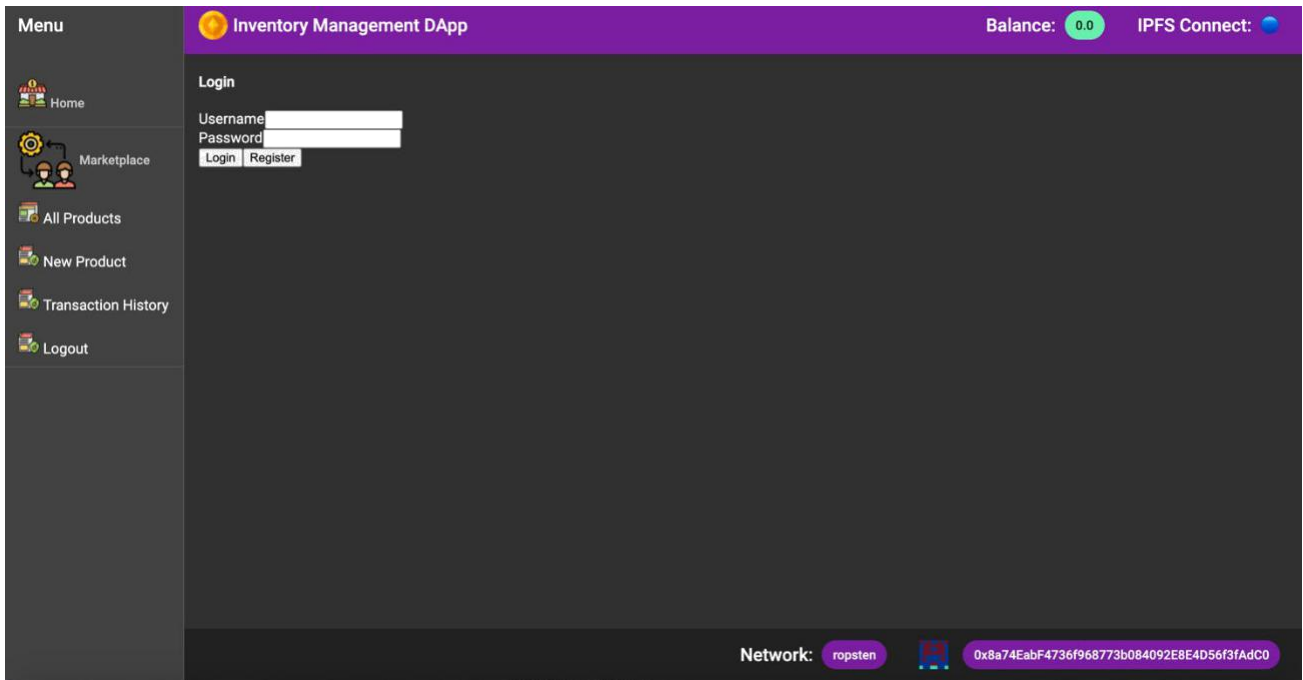 Menu
Home
Marketplace
All Products
New Product
Transaction History
Logout
Inventory Management DApp
Balance: 0.0 IPFS Connect:
Login
Username
Password
Login Register
Network: ropsten 0x8a74EabF4736f968773b084092E8E4D56f3fAdC0